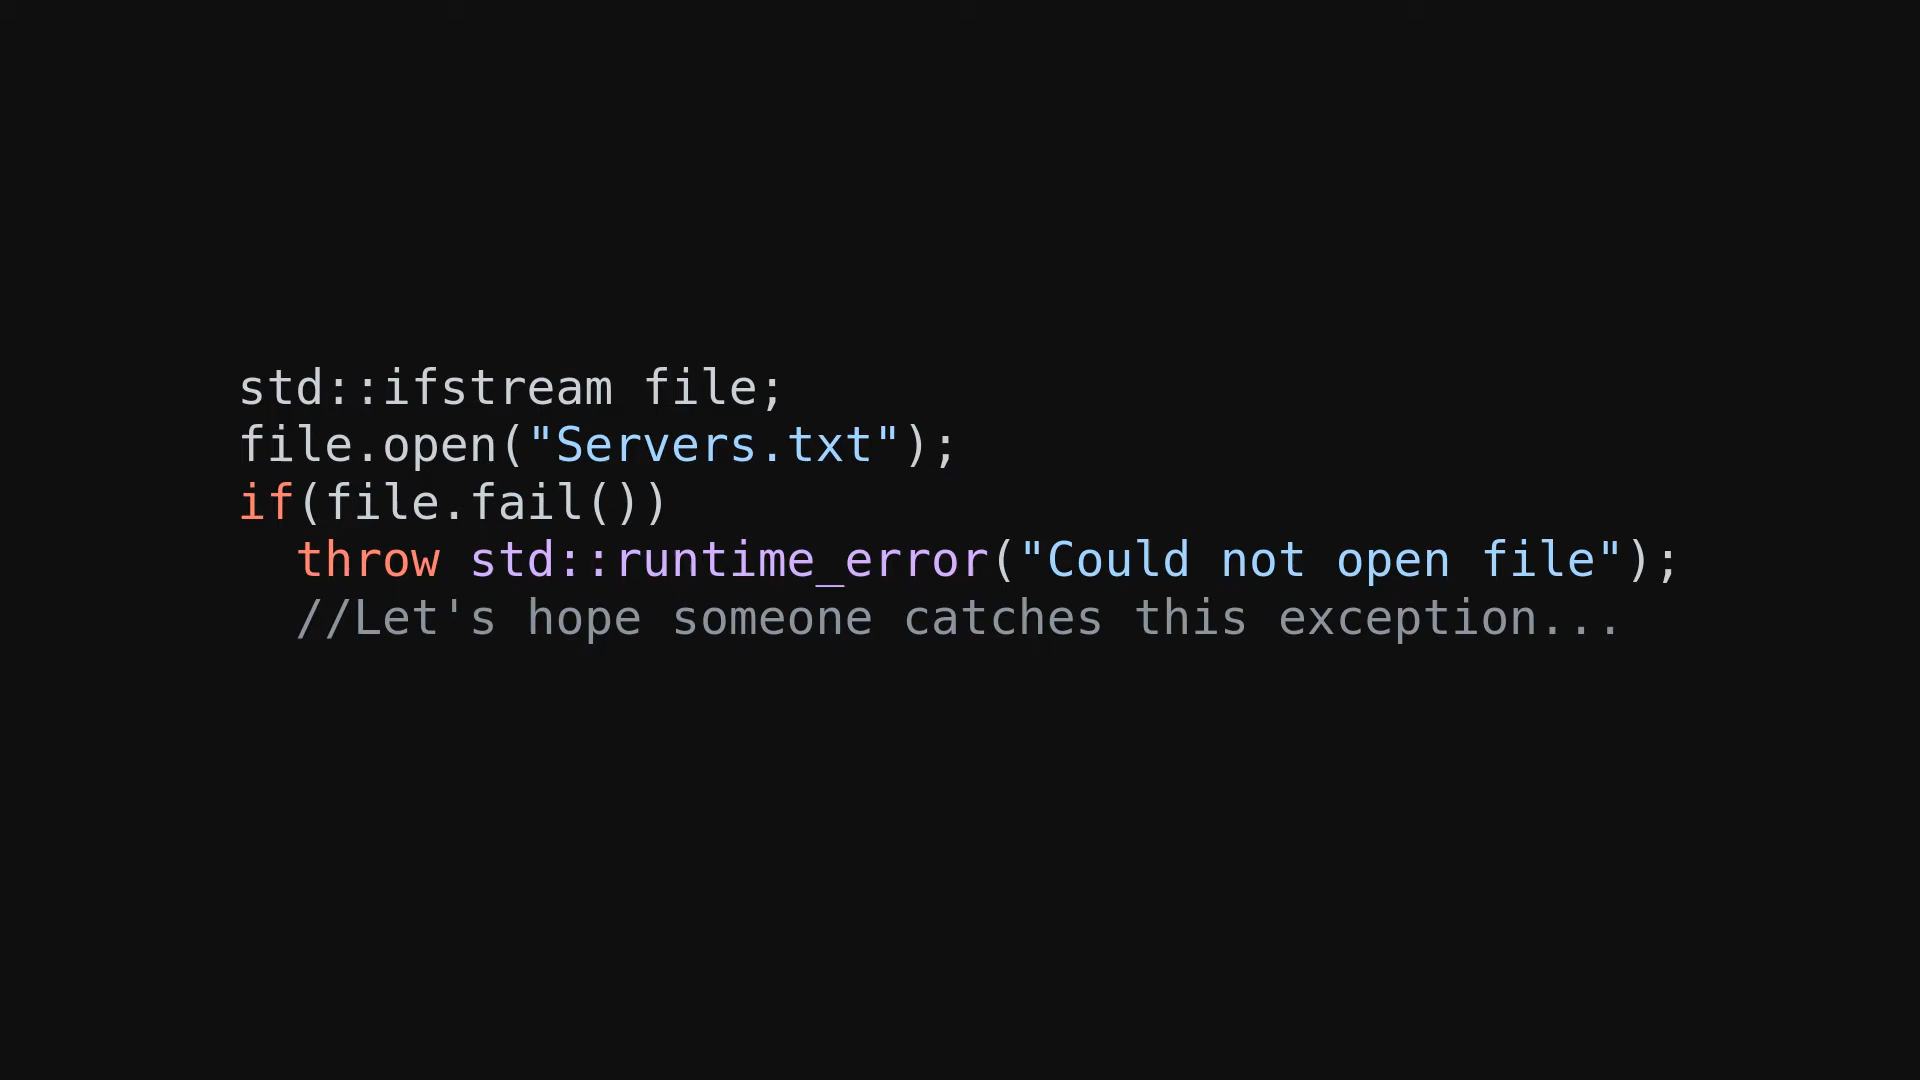 std::ifstream file;
file.open("Servers.txt");
if(file.fail())
  throw std::runtime_error("Could not open file");
  //Let's hope someone catches this exception...